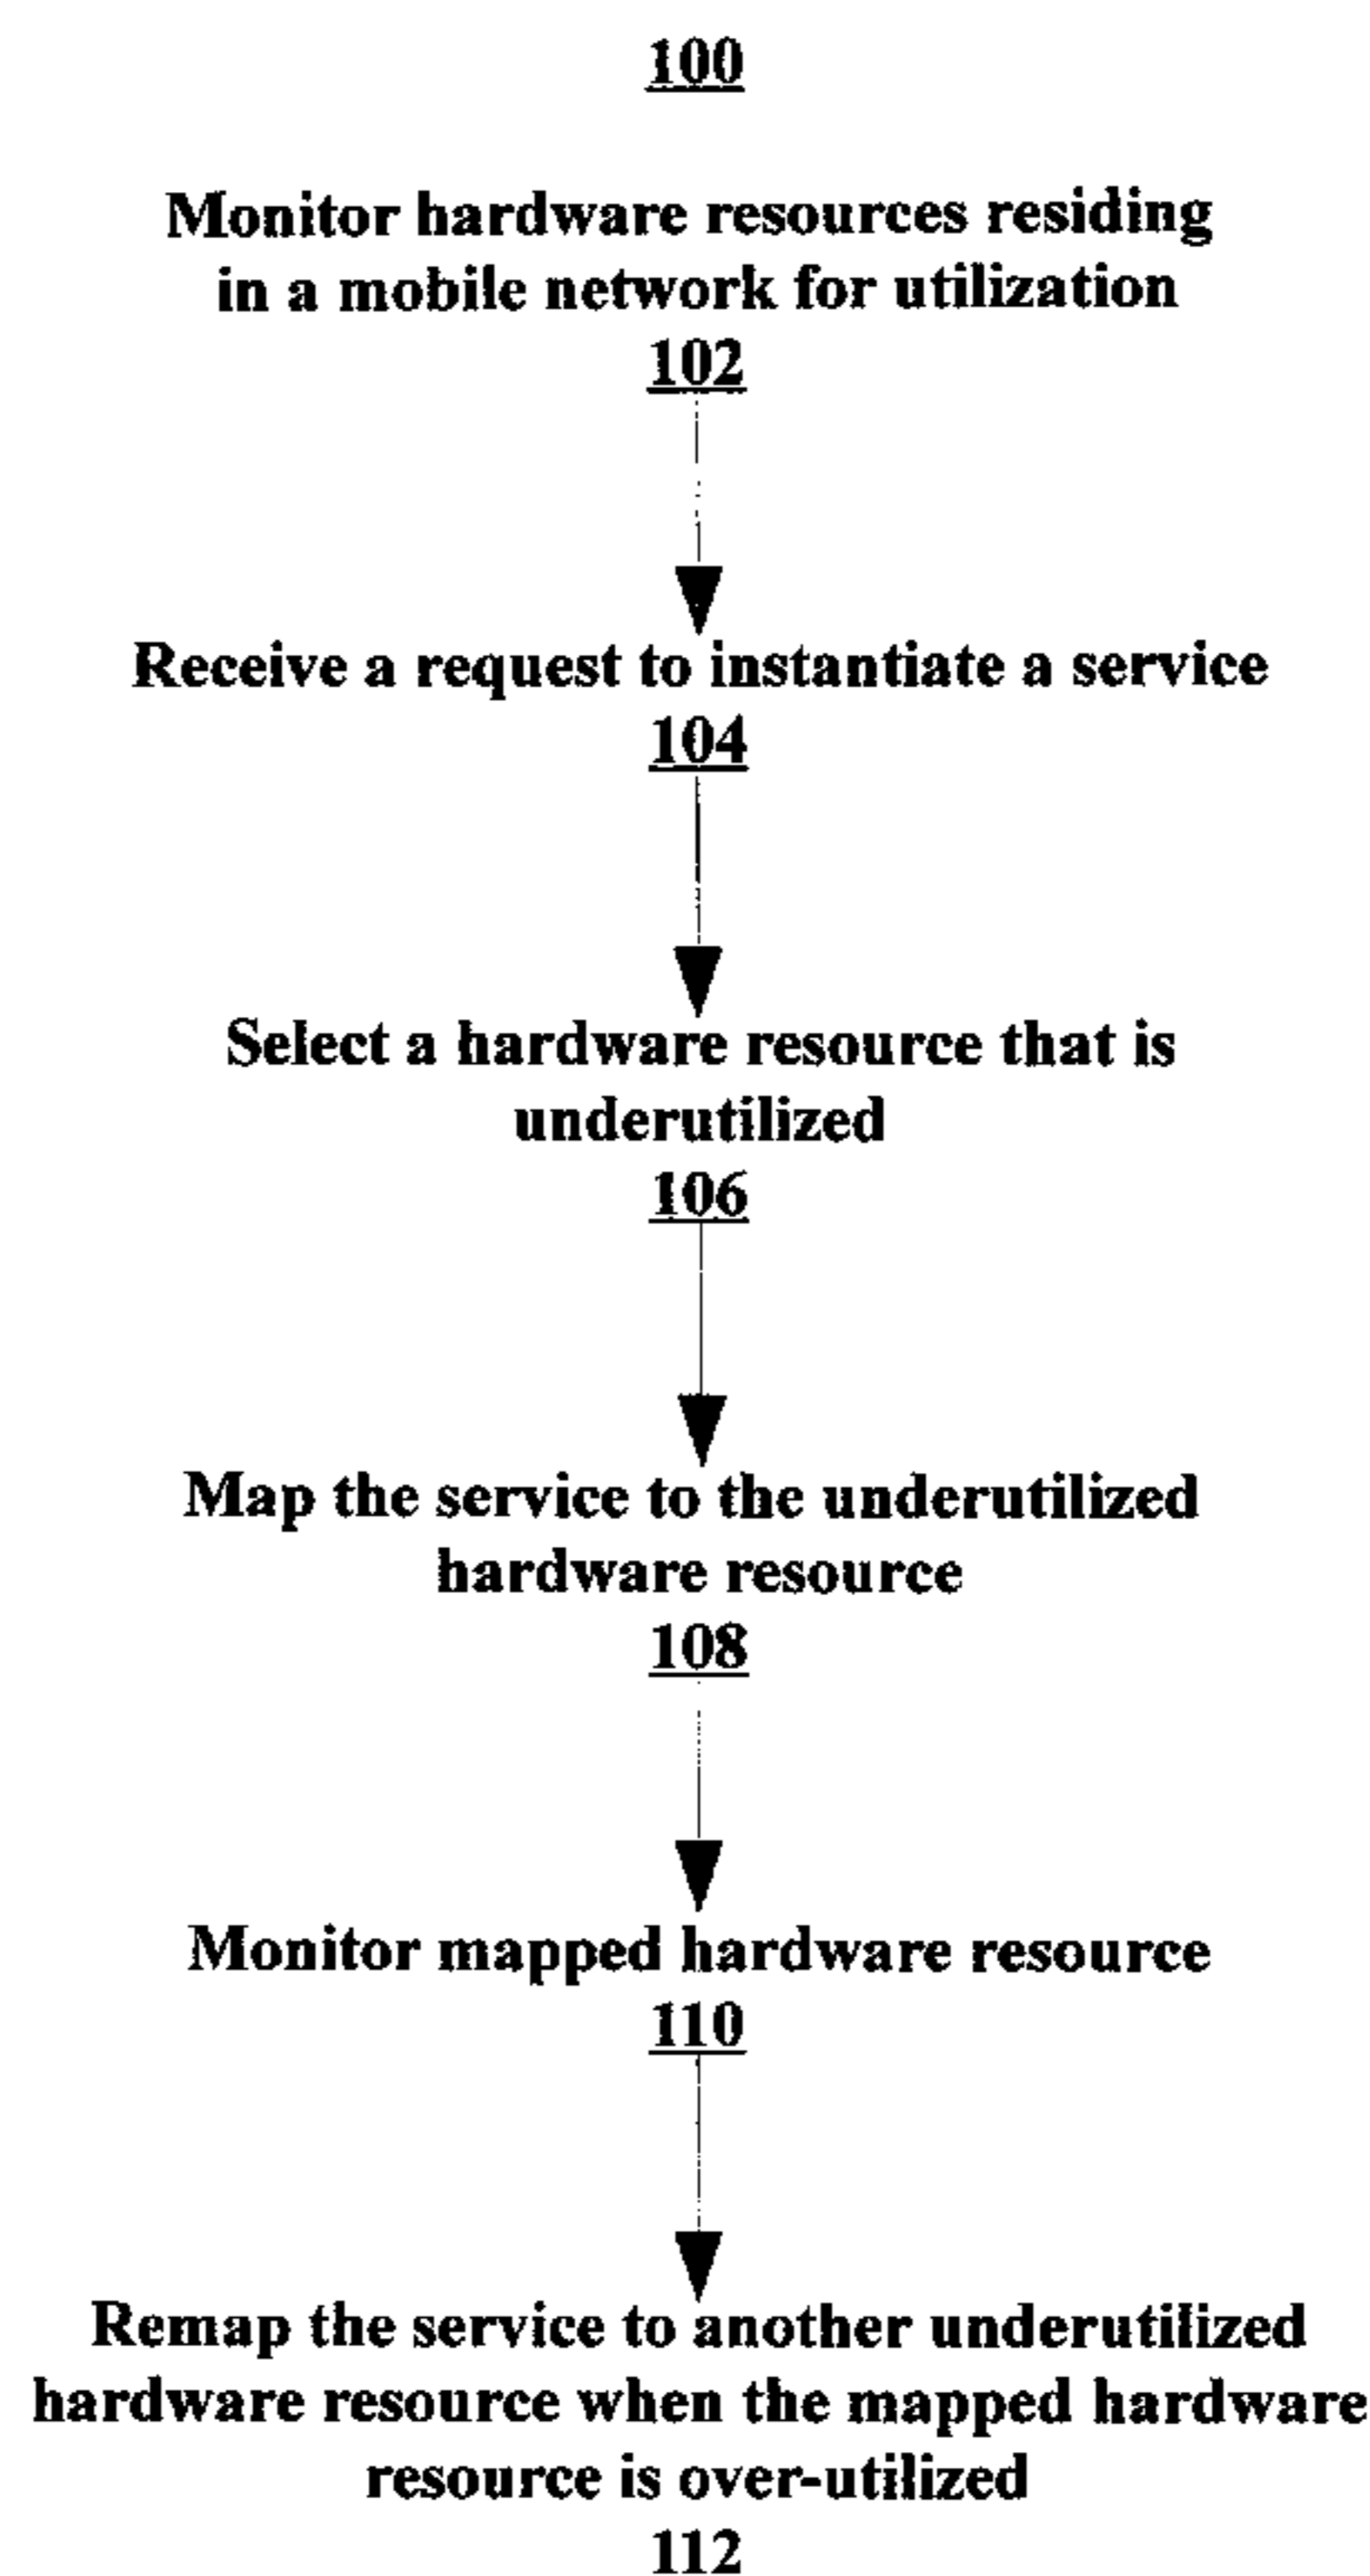 100
Monitor hardware resources residing
in a mobile network for utilization
102
Receive a request to instantiate a service
104
Select a hardware resource that is
underutilized
106
Map the service to the underutilized
hardware resource
108
Monitor mapped hardware resource
110
Remap the service to another underutilized
hardware resource when the mapped hardware
resource is over-utilized
112